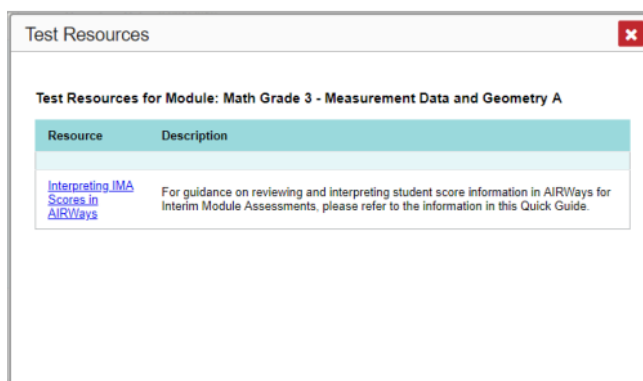 Test Resources
Test Resources for Module: Math Grade 3 - Measurement Data and Geometry A
Resource Description
Interpreting IMA
Scores in
AIRWays
For guidance on reviewing and interpreting student score information in AIRWays for
Interim Module Assessments, please refer to the information in this Quick Guide.